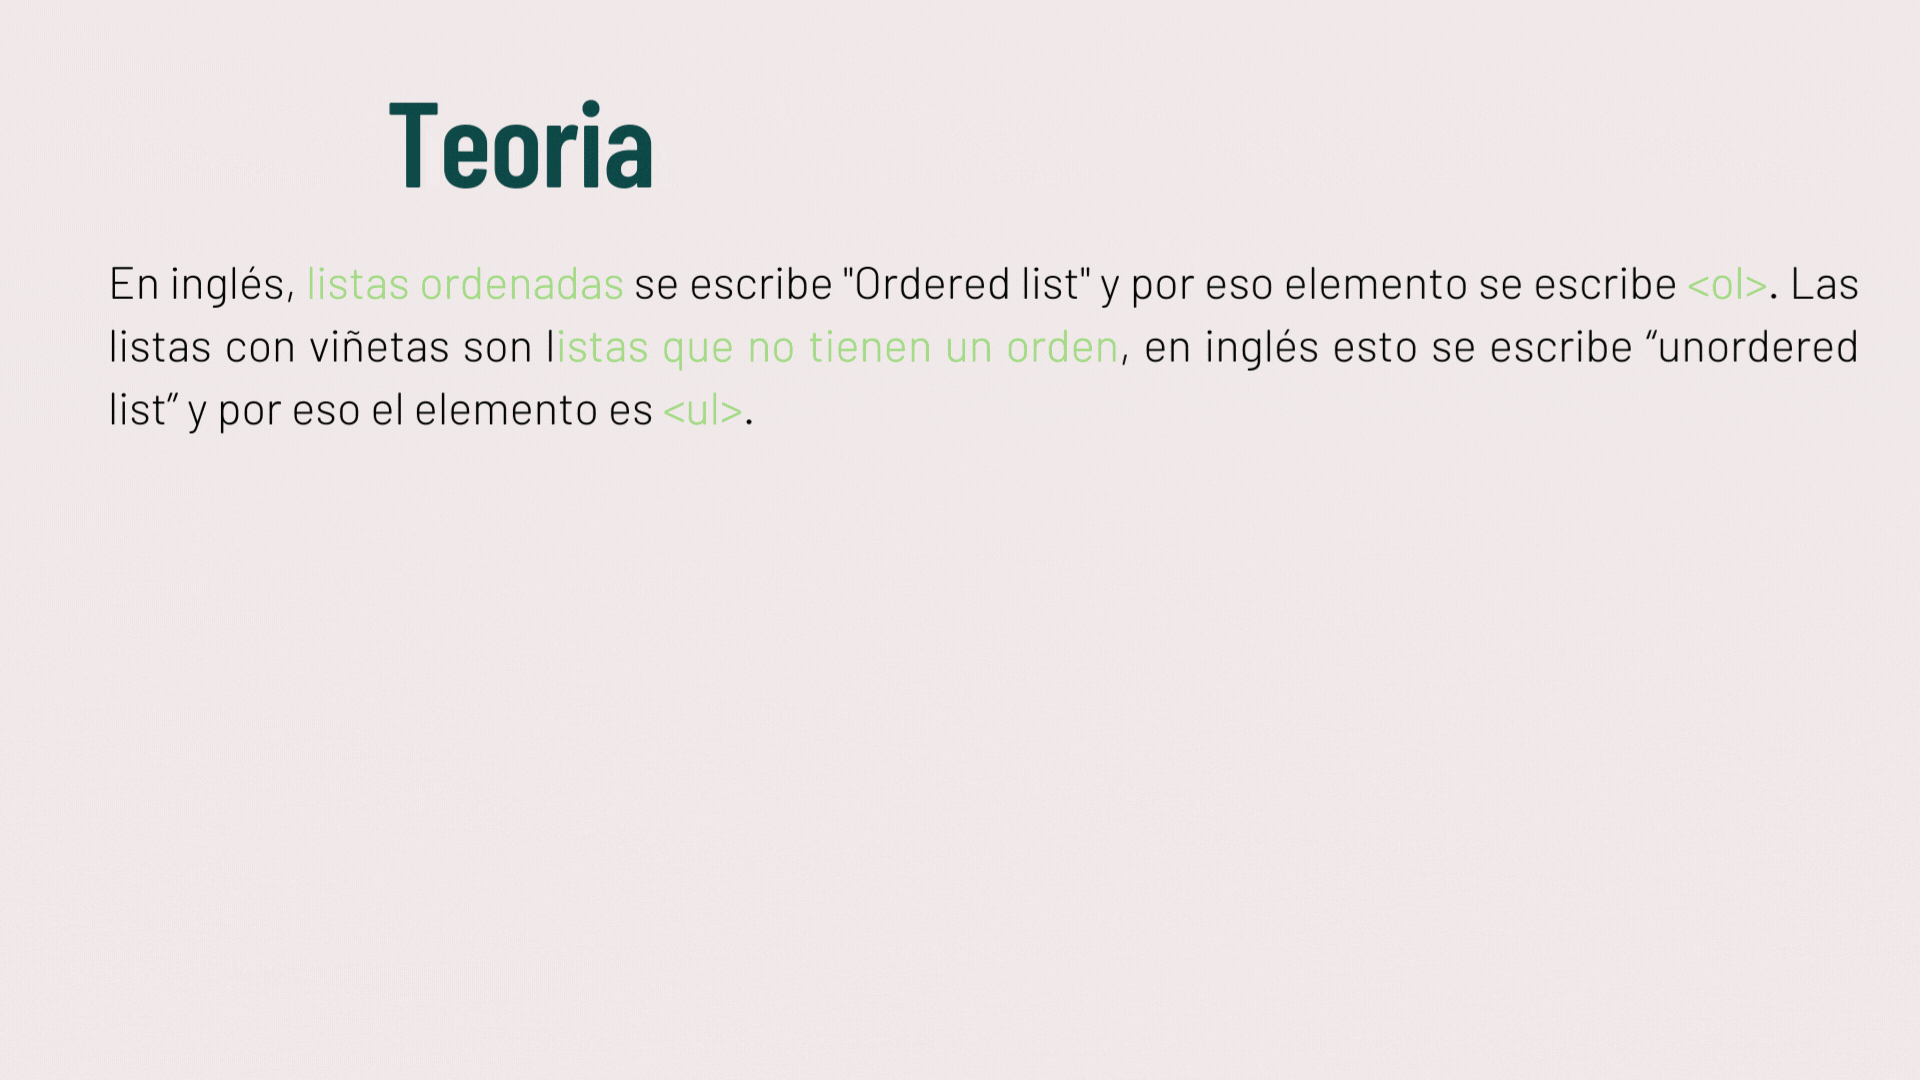 Teoria
En inglés, listas ordenadas se escribe "Ordered list" y por eso elemento se escribe <ol>. Las
listas con viñetas son listas que no tienen un orden, en inglés esto se escribe “unordered
list” y por eso el elemento es <ul>.